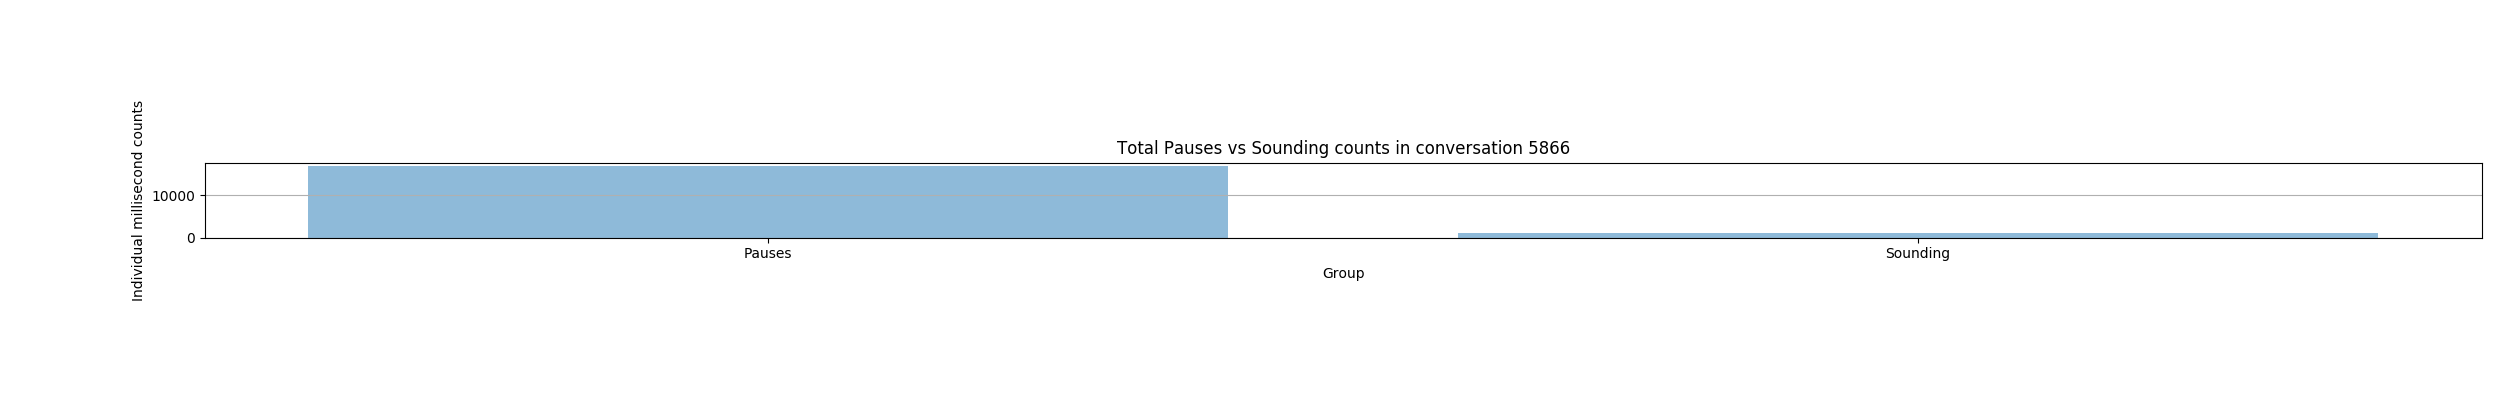 Total Pauses vs Sounding counts in conversation 5866
Individual millisecond counts
10000
0
Pauses
Sounding
Group